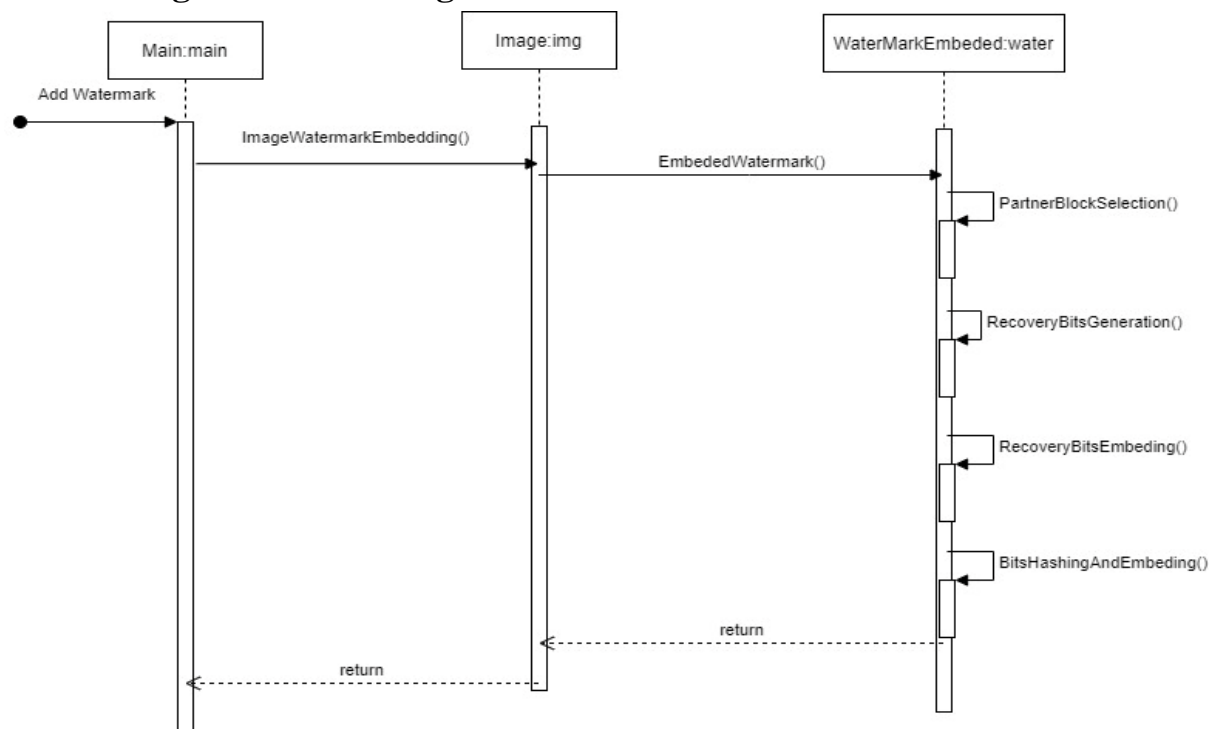 Main:main
Image:img
WaterMarkEmbeded:water
Add Watermark
ImageWatermarkEmbedding()
EmbededWatermark()
PartnerBlockSelection()
RecoveryBitsGeneration()
RecoveryBitsEmbeding()
BitsHashingAndEmbeding()
return
return